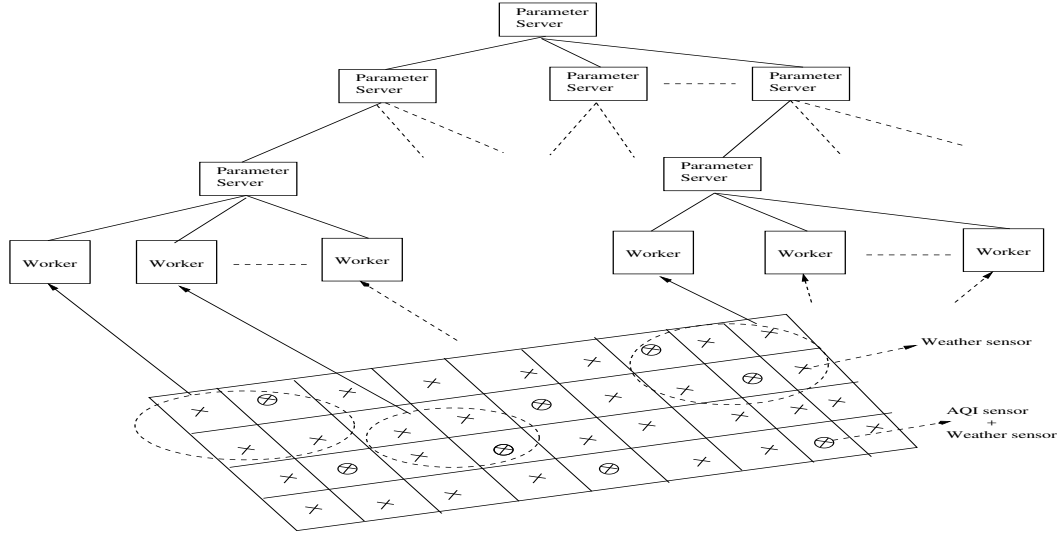 Parameter
Server
Parameter
Server
Parameter
Server
Parameter
Server
Parameter
Server
Parameter
Server
Worker
Worker
Worker
Worker
Worker
Worker
Weather sensor
AQI sensor
+
Weather sensor